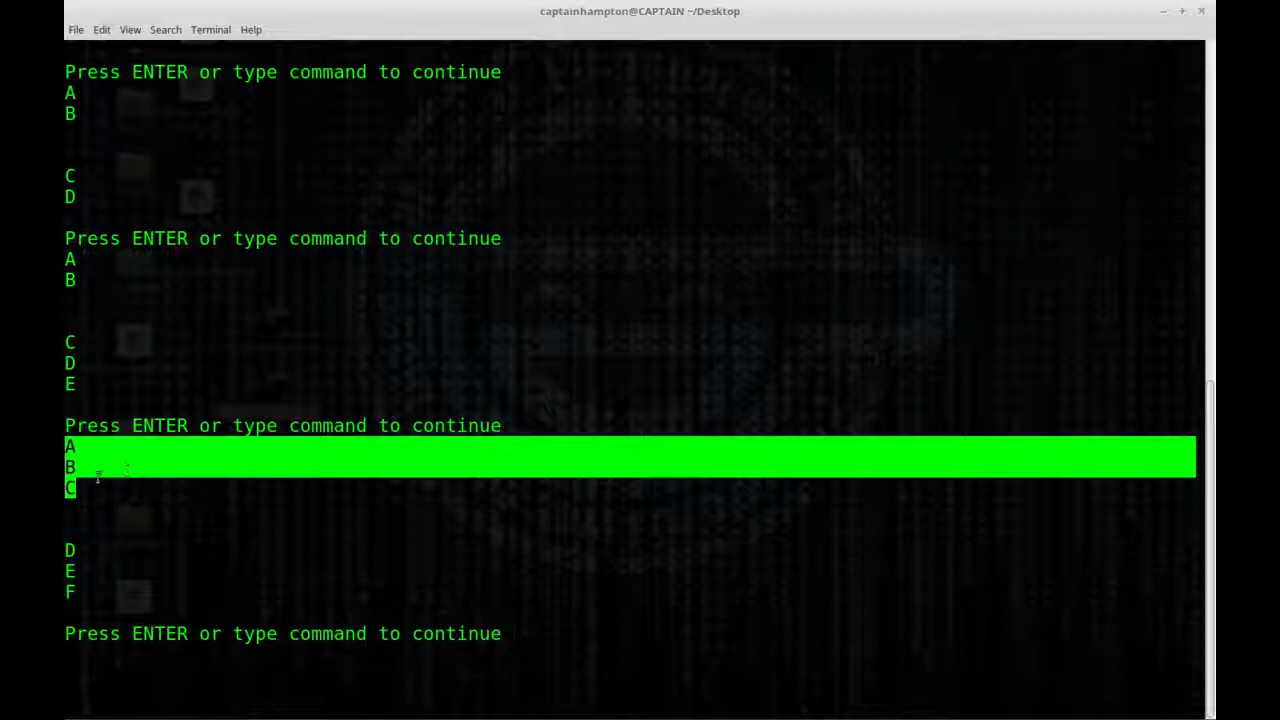 captainhampton@CAPTAIN ~/Desktop
File Edit View Search Terminal Help
Press ENTER or type command to continue
A
B
C
D
Press ENTER or type command to continue
A
B
C
D
E
Press ENTER or type command to continue
A
B
C
D
E
F
Press ENTER or type command to continue